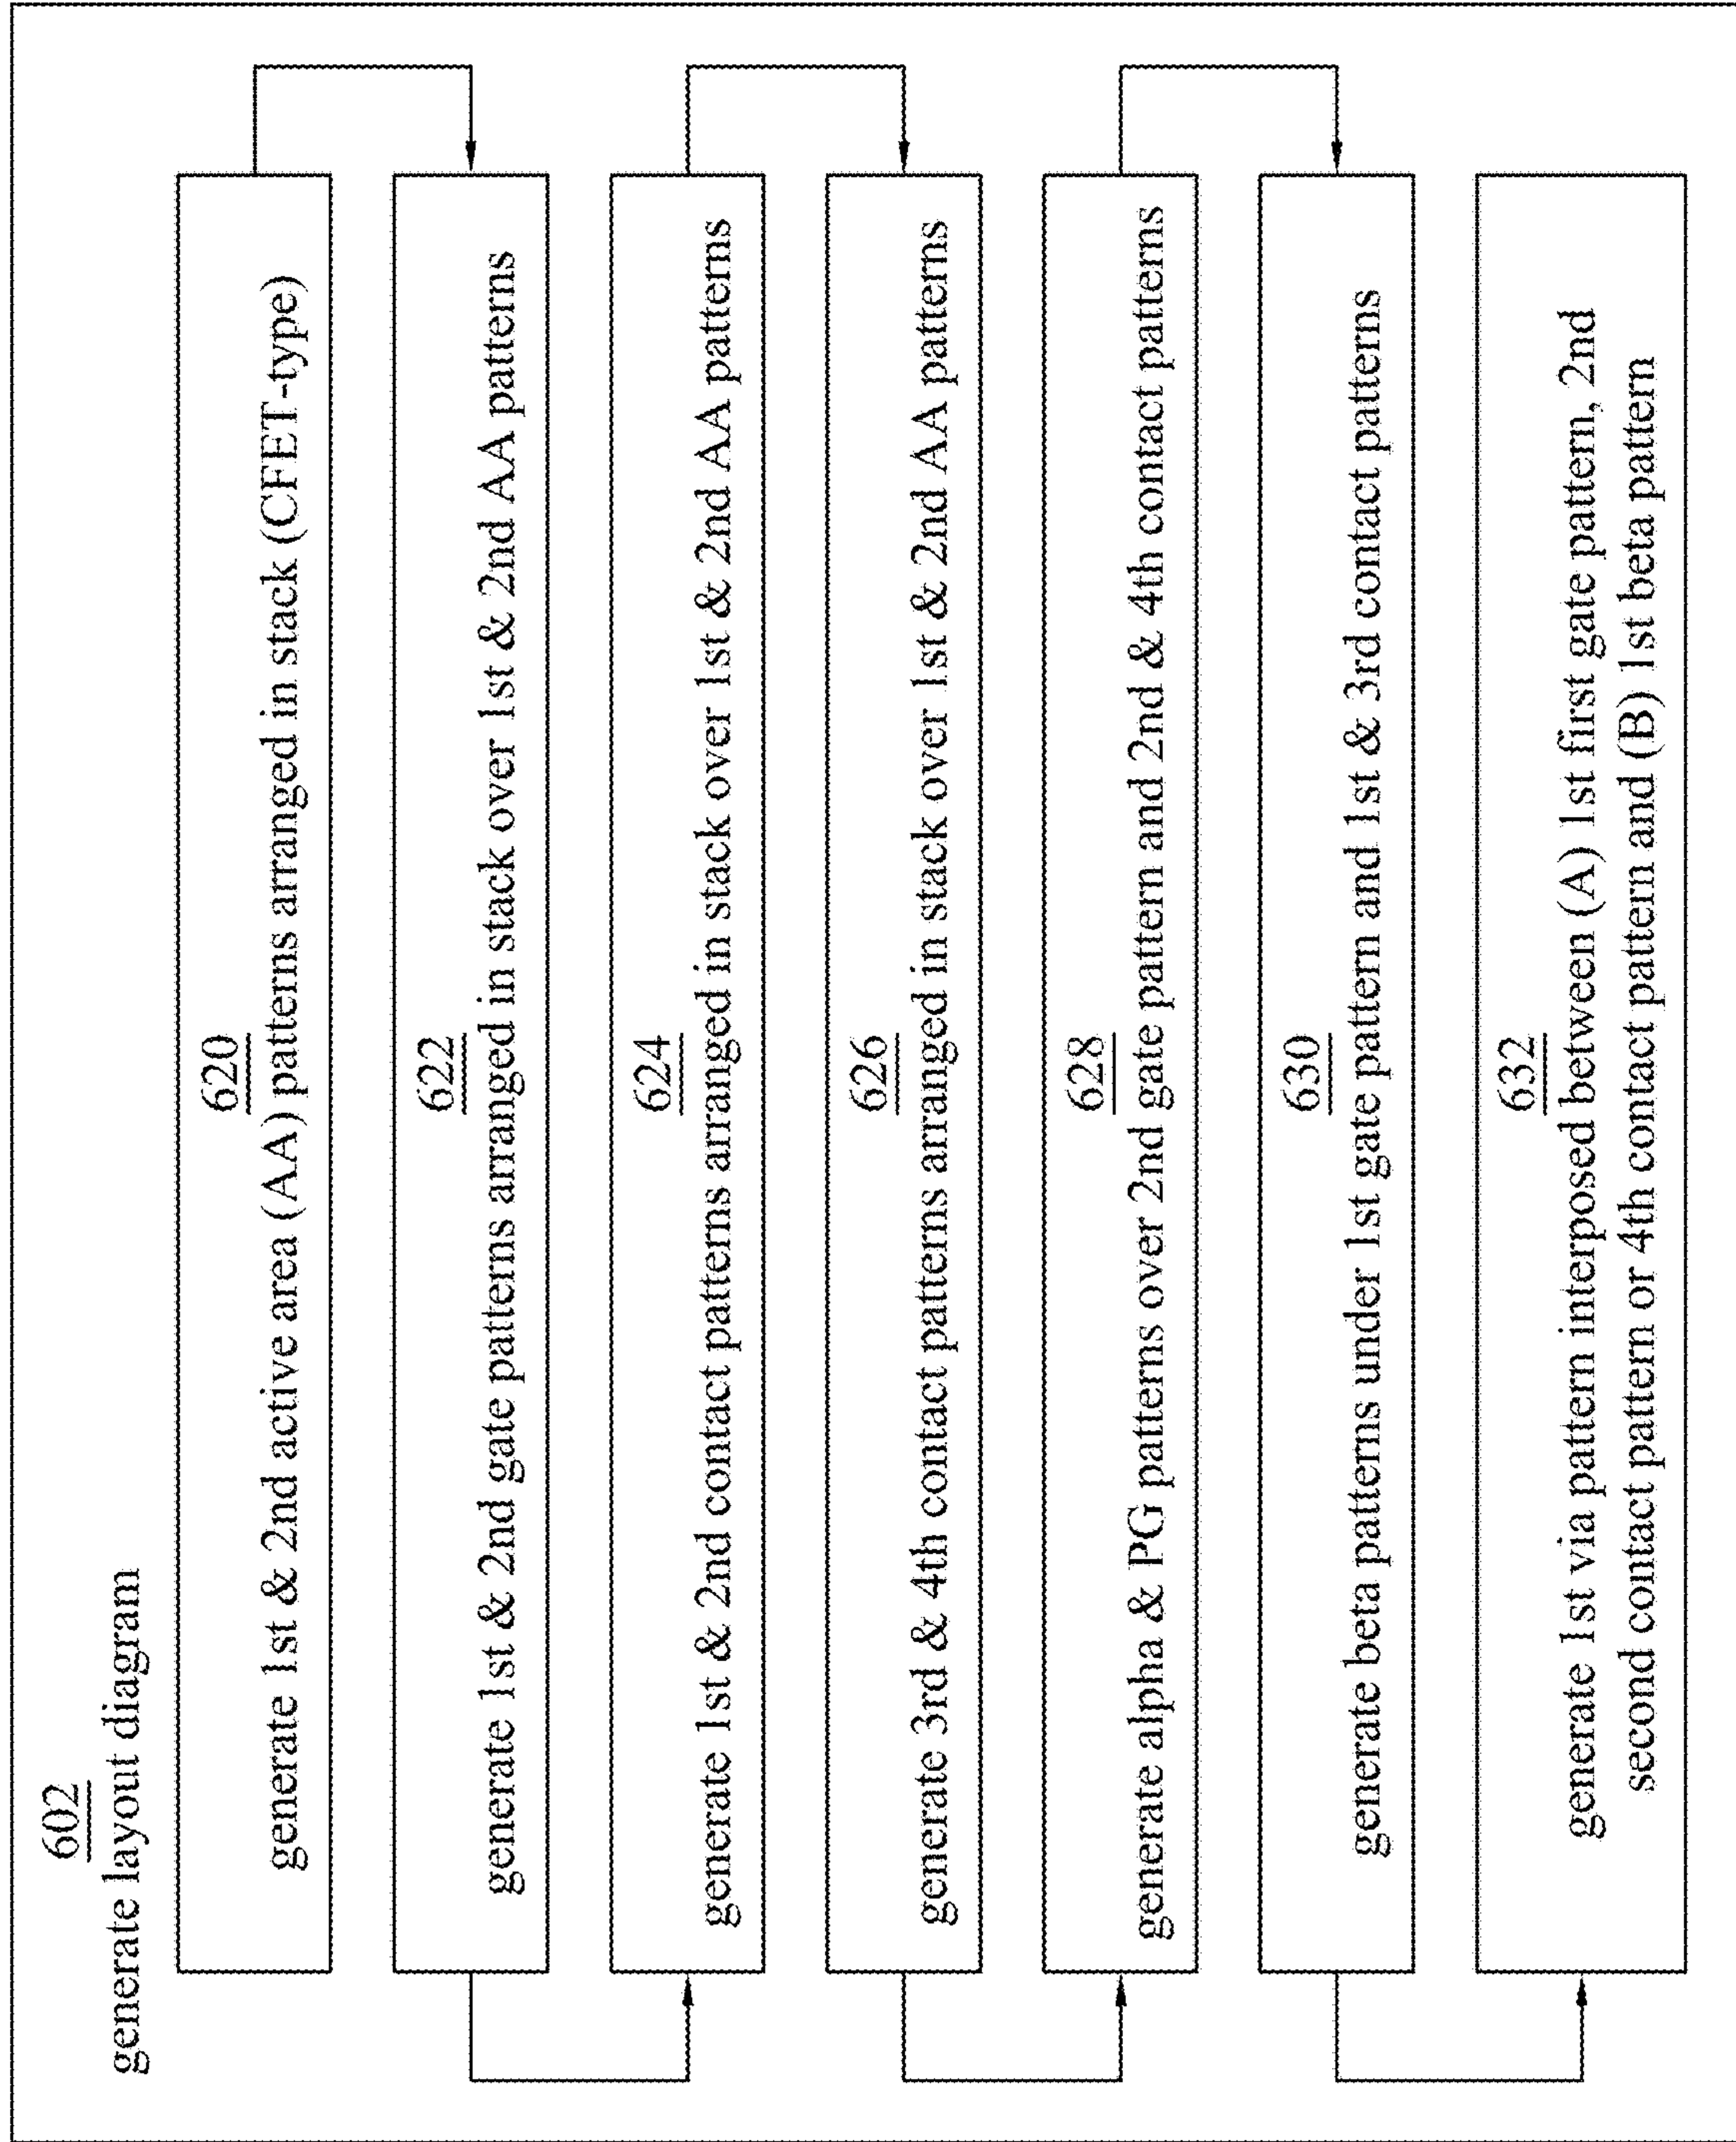 602
generate layout diagram
620
generate 1st & 2nd active area (AA) patterns arranged in stack (CFET-type)
622
generate 1st & 2nd gate patterns arranged in stack over 1st & 2nd AA patterns
624
generate 1st & 2nd contact patterns arranged in stack over 1st & 2nd AA patterns
626
generate 3rd & 4th contact patterns arranged in stack over 1st & 2nd AA patterns
628
generate alpha & PG patterns over 2nd gate pattern and 2nd & 4th contact patterns
630
generate beta patterns under 1st gate pattern and 1st & 3rd contact patterns
632
generate 1st via pattern interposed between (A) 1st first gate pattern, 2nd
second contact pattern or 4th contact pattern and (B) 1st beta pattern